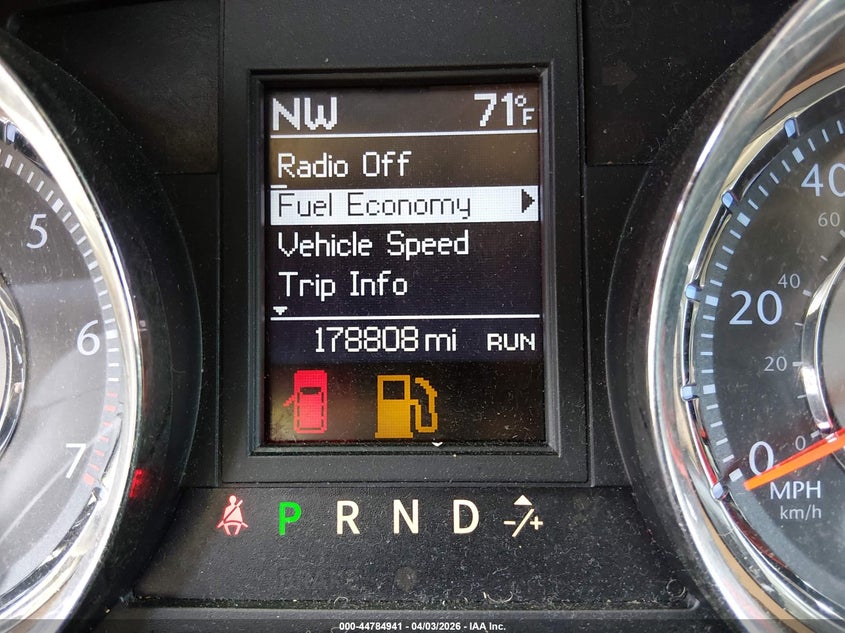 NW 71°F
Radio Off
Fuel Economy
Vehicle Speed
Trip Info
178808 mi RUN
P R N D -/+
5
6
7
40
60
20
40
20
0
0
MPH
km/h
000-44784941 - 04/03/2026 - IAA Inc.